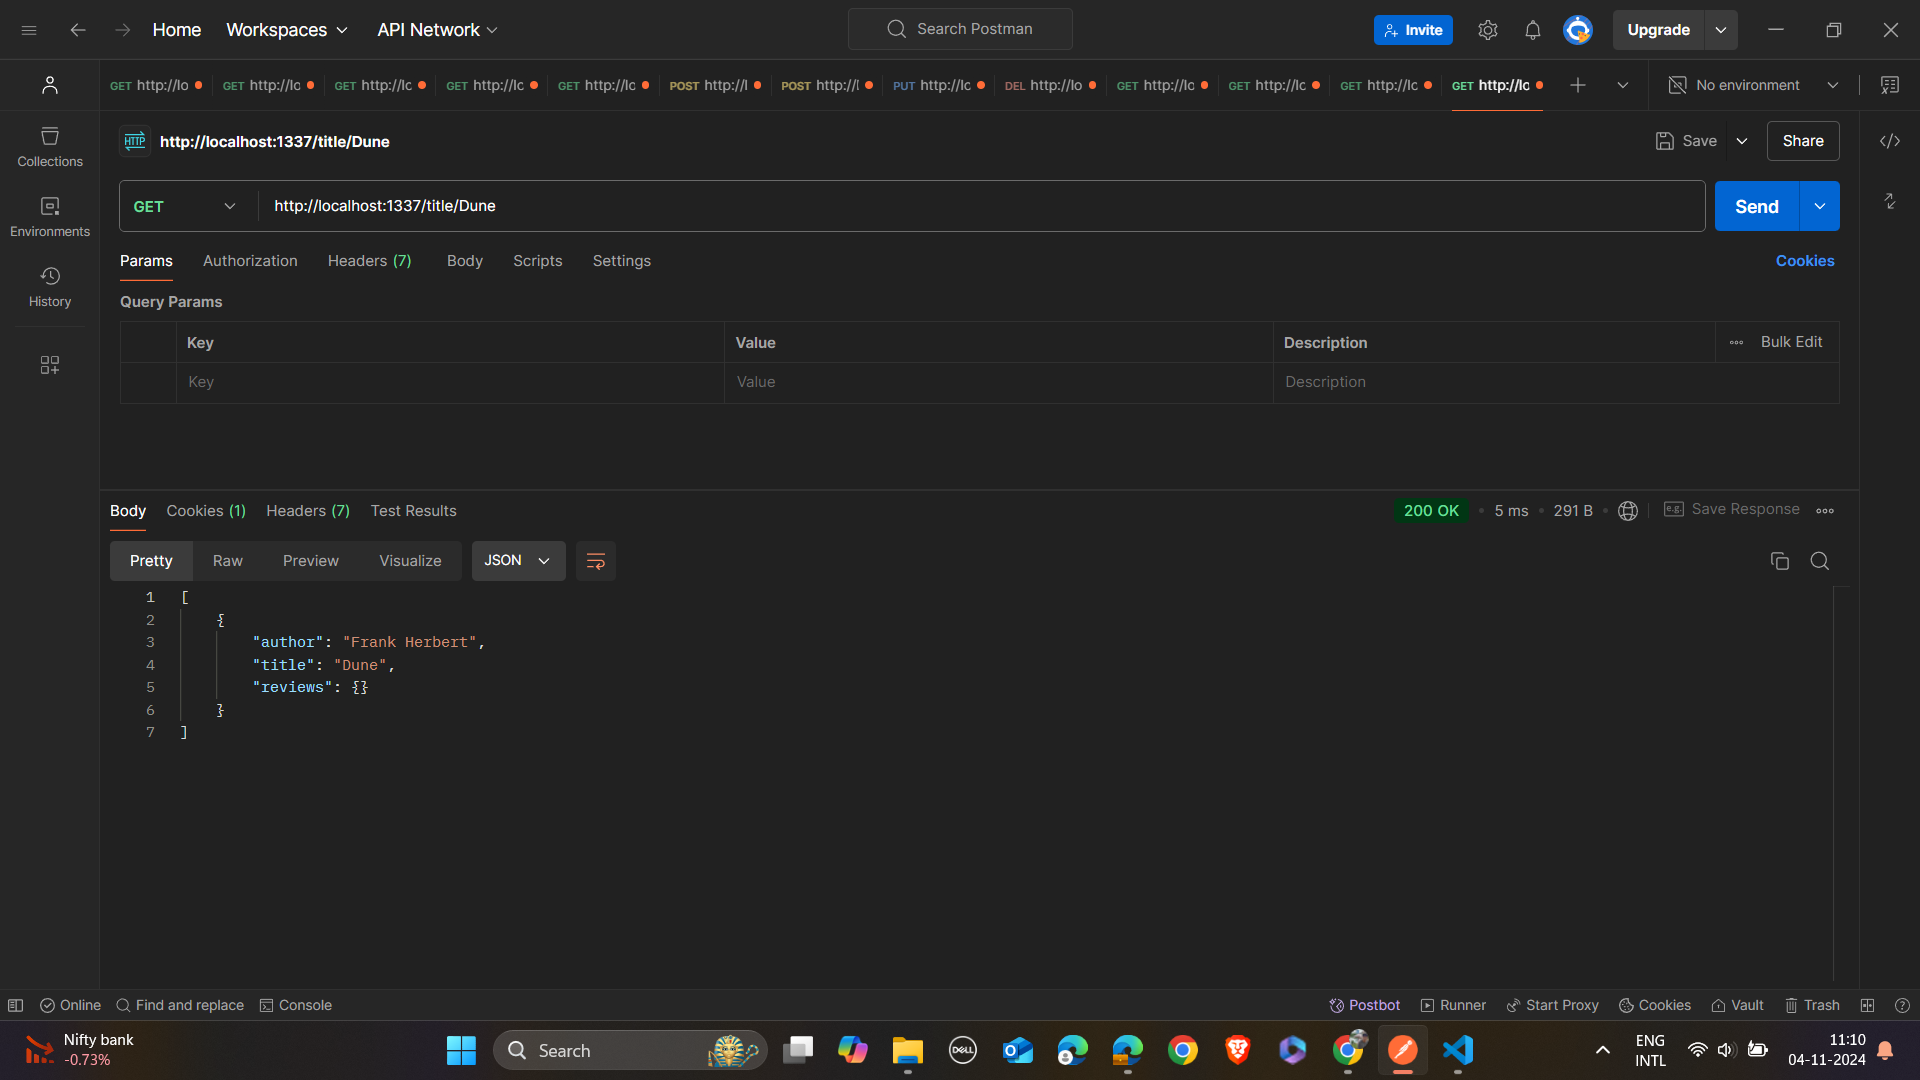 Home Workspaces API Network Search Postman Invite Upgrade
GET http://lo GET http://lc GET http://lc GET http://lc GET http://lc POST http://l POST http://l PUT http://lc DEL http://lo GET http://lc GET http://lc GET http://lc GET http://lo No environment
HTTP http://localhost:1337/title/Dune Save Share
GET http://localhost:1337/title/Dune Send
Collections
Environments
History
Params Authorization Headers (7) Body Scripts Settings Cookies
Query Params
Key Value Description Bulk Edit
Key Value Description
Body Cookies (1) Headers (7) Test Results 200 OK 5 ms 291 B e.g. Save Response
Pretty Raw Preview Visualize JSON
1 [
2 {
3 "author": "Frank Herbert",
4 "title": "Dune",
5 "reviews": {}
6 }
7 ]
Online Find and replace Console Postbot Runner Start Proxy Cookies Vault Trash
Nifty bank
-0.73%
Search
DELL
ENG
INTL
11:10
04-11-2024